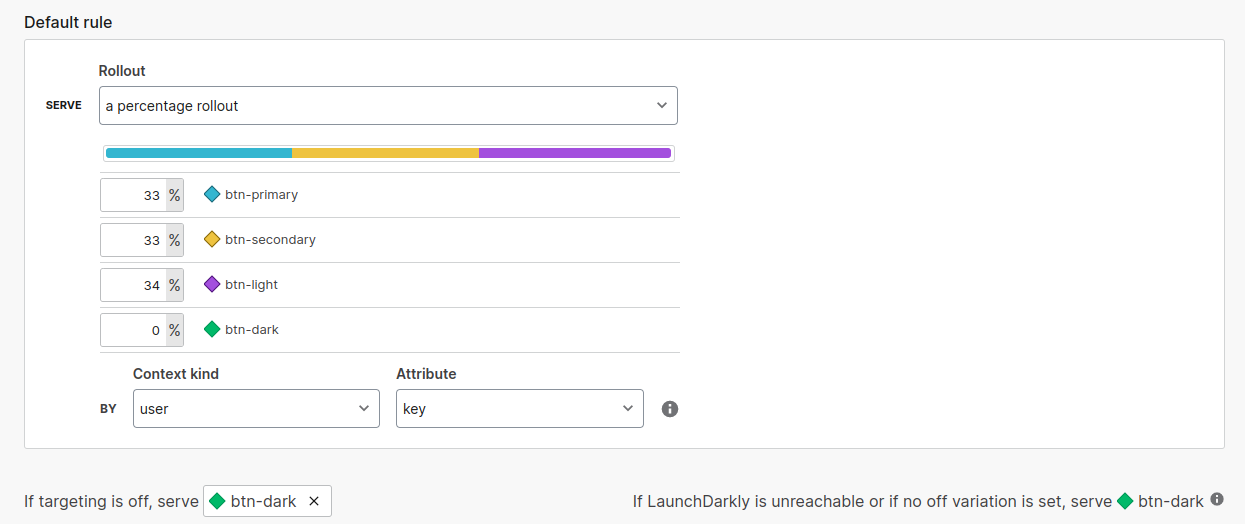 Default rule
Rollout
SERVE a percentage rollout
33 % btn-primary
33 % btn-secondary
34 % btn-light
0 % btn-dark
Context kind Attribute
BY user key
If targeting is off, serve btn-dark × If LaunchDarkly is unreachable or if no off variation is set, serve btn-dark